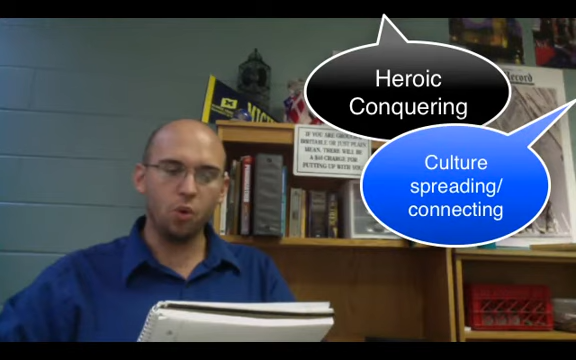 Heroic
Conquering
Culture
spreading/
connecting
Record
IF YOU ARE GROUCHY,
IRRITABLE OR JUST PLAIN
MEAN, THERE WILL BE
A $10 CHARGE FOR
PUTTING UP WITH YOU